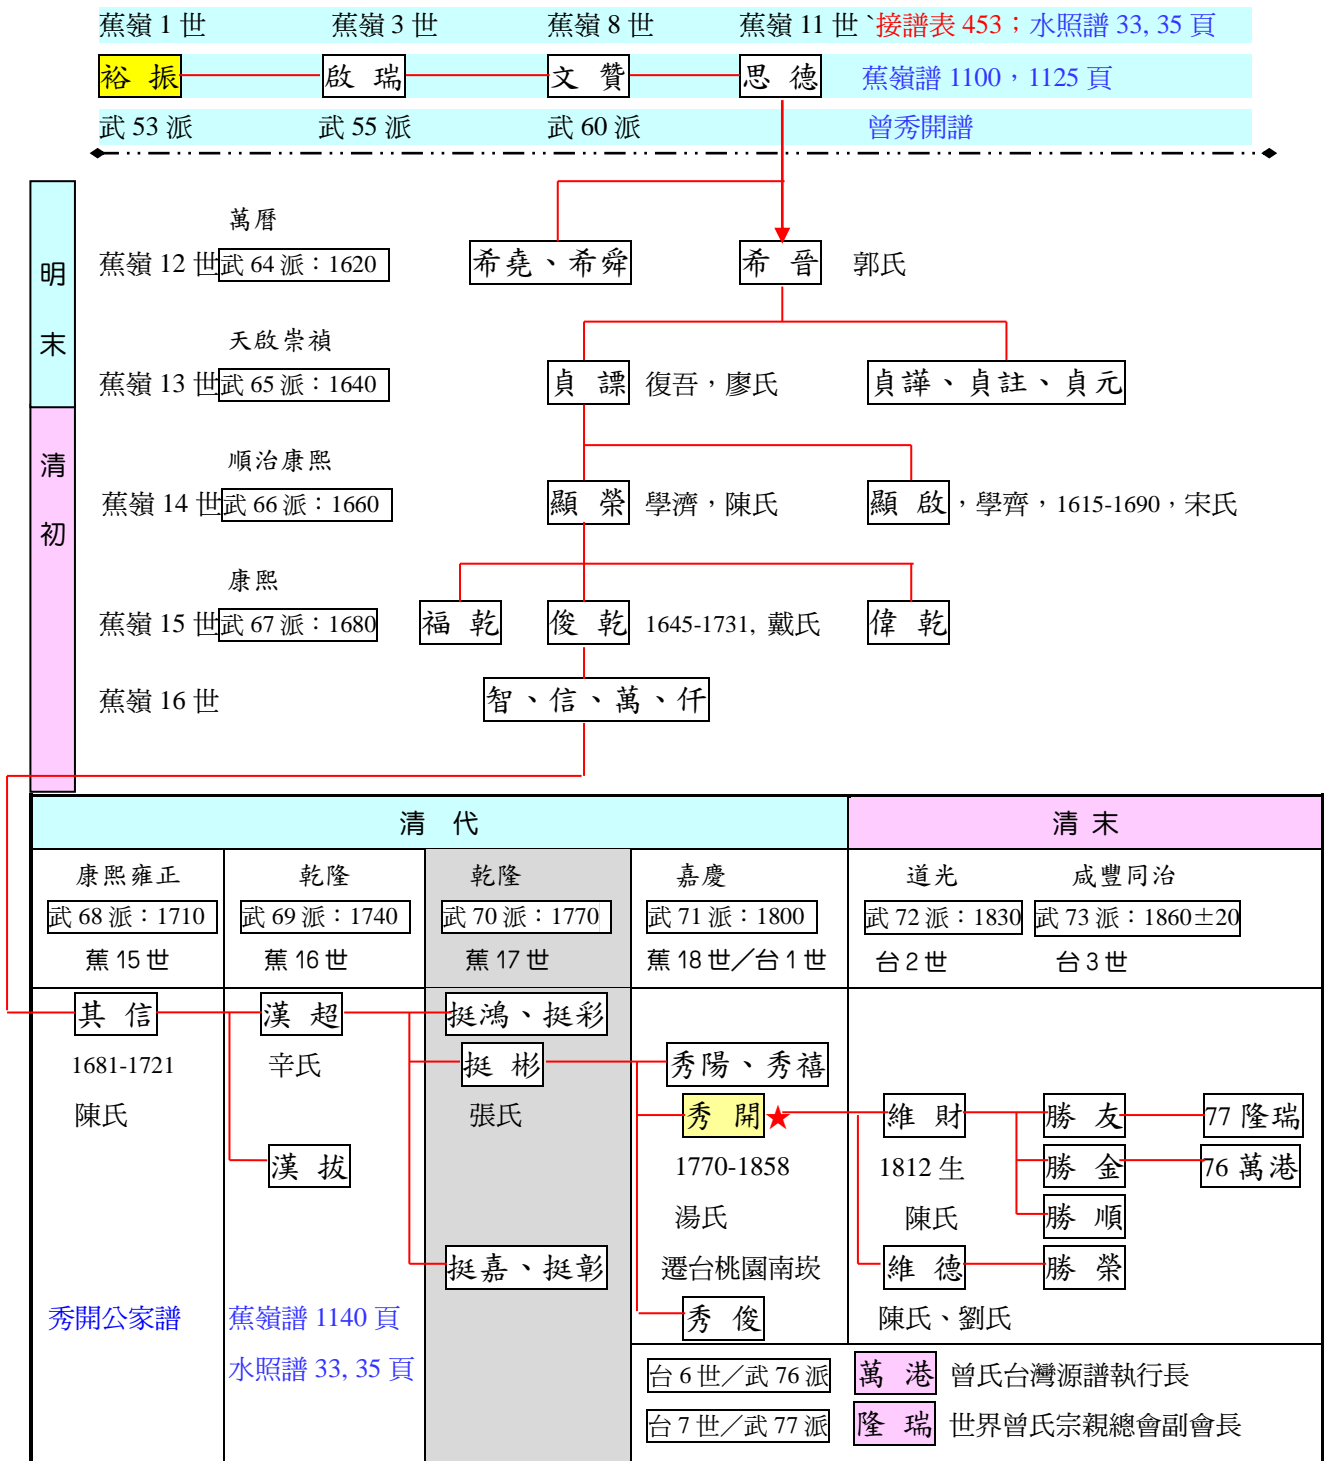 蕉嶺 1 世 蕉嶺 3 世 蕉嶺 8 世 蕉嶺 11 世 `接譜表 453；水照譜 33, 35 頁
裕 振 啟 瑞 文 贊 思 德 蕉嶺譜 1100，1125 頁
武 53 派 武 55 派 武 60 派 曾秀開譜
明末
清初
萬曆
蕉嶺 12 世 武 64 派：1620 希堯、希舜 希 晉 郭氏
天啟崇禎
蕉嶺 13 世 武 65 派：1640 貞 謤 復吾，廖氏 貞譁、貞註、貞元
順治康熙
蕉嶺 14 世 武 66 派：1660 顯 榮 學濟，陳氏 顯 啟，學齊，1615-1690，宋氏
康熙
蕉嶺 15 世 武 67 派：1680 福 乾 俊 乾 1645-1731, 戴氏 偉 乾
蕉嶺 16 世 智、信、萬、仟
清 代 清 末
康熙雍正 乾隆 乾隆 嘉慶 道光 咸豐同治
武 68 派：1710 武 69 派：1740 武 70 派：1770 武 71 派：1800 武 72 派：1830 武 73 派：1860±20
蕉 15 世 蕉 16 世 蕉 17 世 蕉 18 世／台 1 世 台 2 世 台 3 世
其 信 漢 超 挺鴻、挺彩
1681-1721 辛氏 挺 彬 秀陽、秀禧
陳氏 張氏 秀 開★ 維 財 勝 友 77 隆瑞
漢 拔 1770-1858 1812 生 勝 金 76 萬港
湯氏 陳氏 勝 順
挺嘉、挺彰 遷台桃園南崁 維 德 勝 榮
秀開公家譜 蕉嶺譜 1140 頁 秀 俊 陳氏、劉氏
水照譜 33, 35 頁 台 6 世／武 76 派 萬 港 曾氏台灣源譜執行長
台 7 世／武 77 派 隆 瑞 世界曾氏宗親總會副會長